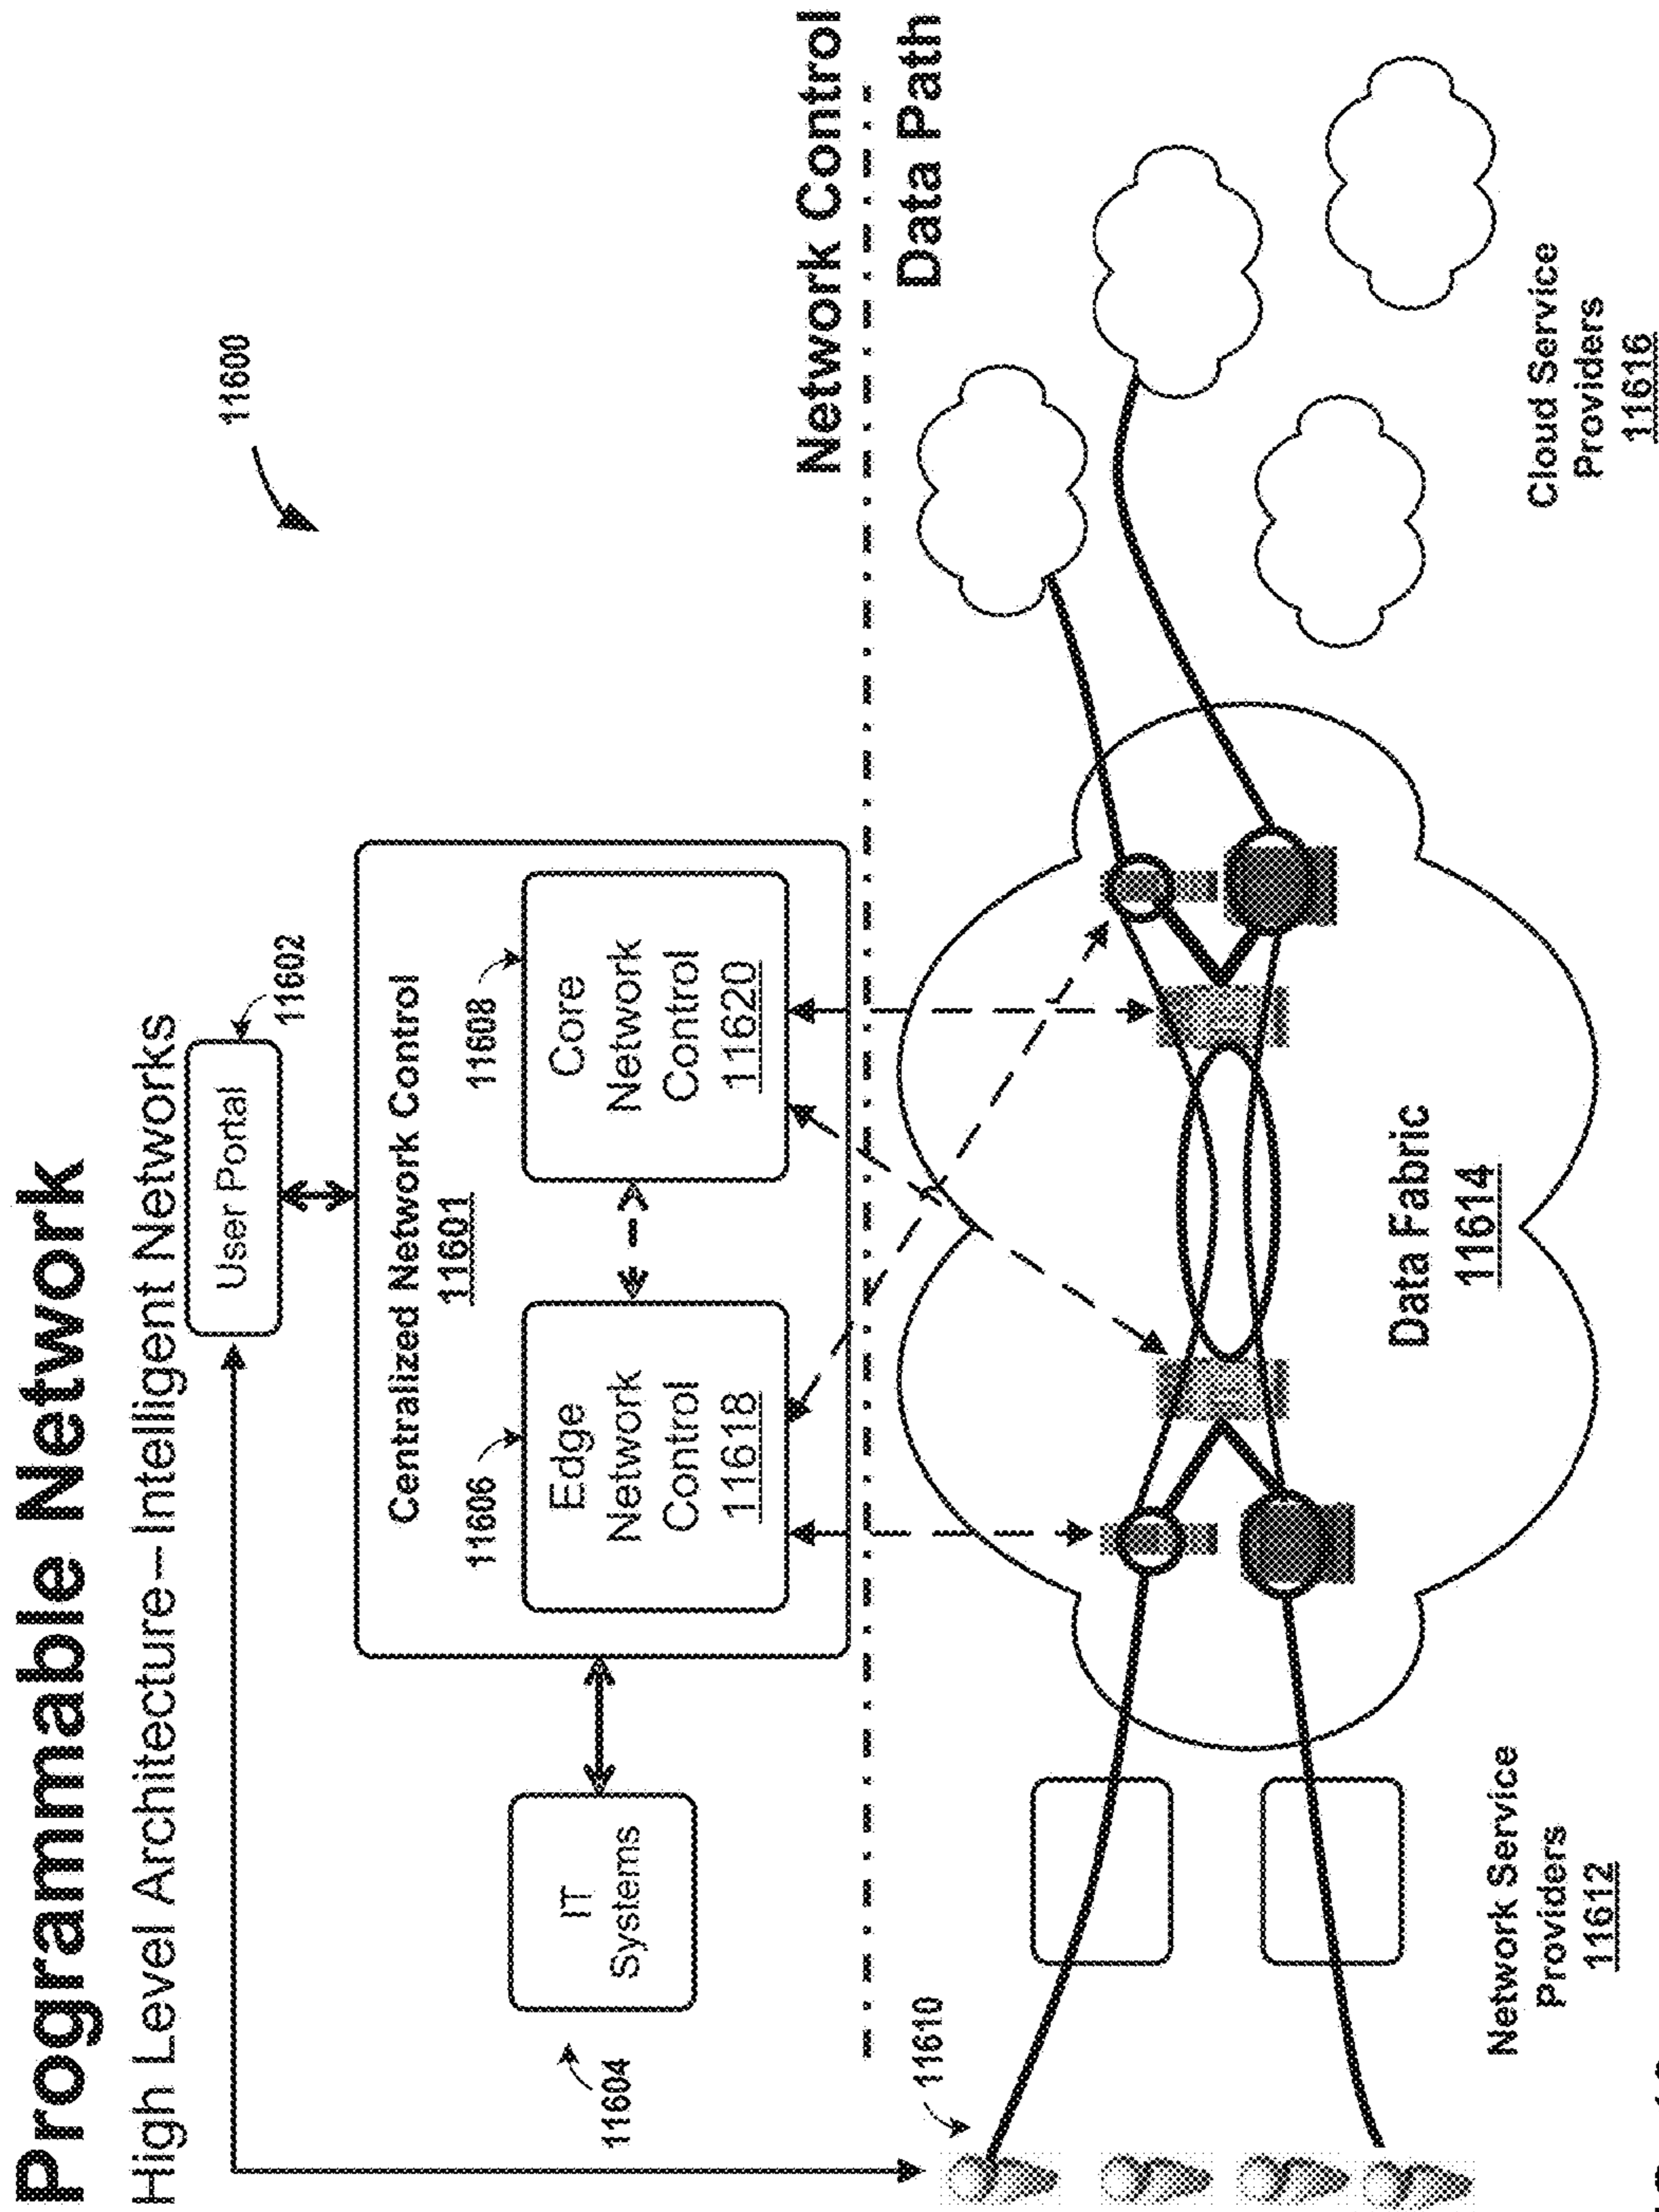 Programmable Network
High Level Architecture–Intelligent Networks
11600
User Portal
11602
Centralized Network Control
11601
11606
Edge
Network
Control
11618
11608
Core
Network
Control
11620
IT
Systems
11604
Network Control
Data Path
11610
Network Service
Providers
11612
Data Fabric
11614
Cloud Service
Providers
11616